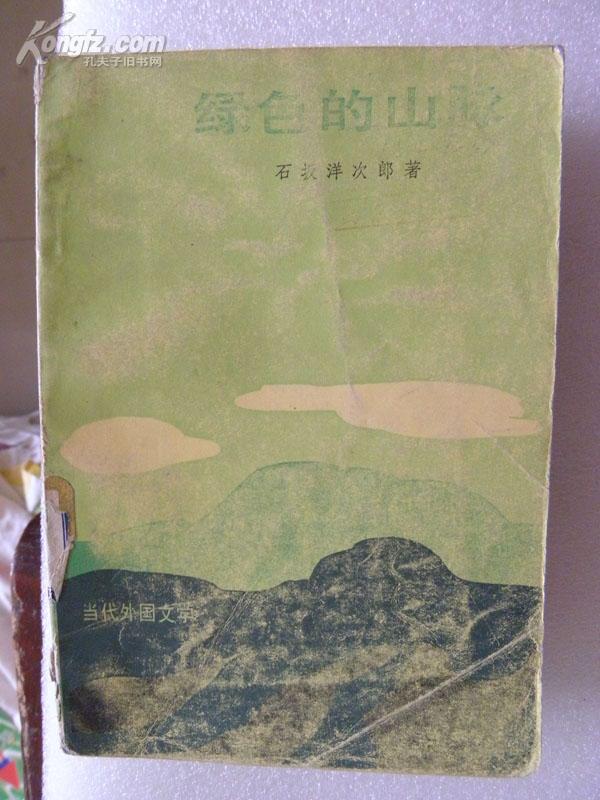 Kongfz.com
孔夫子旧书网
绿色的山脉
石坂洋次郎著
当代外国文学